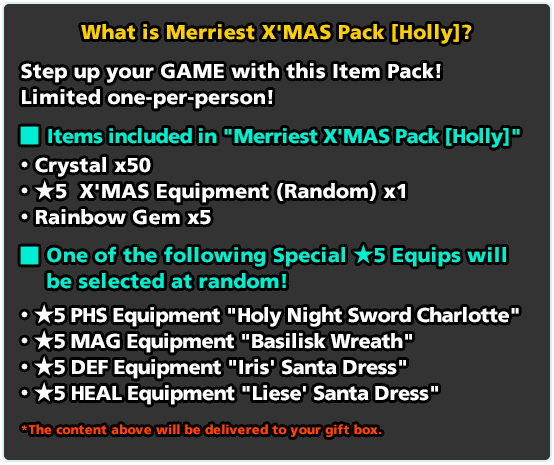 What is Merriest X'MAS Pack [Holly]?
Step up your GAME with this Item Pack!
Limited one-per-person!
■ Items included in "Merriest X'MAS Pack [Holly]"
• Crystal x50
• ★5 X'MAS Equipment (Random) x1
• Rainbow Gem x5
■ One of the following Special ★5 Equips will
be selected at random!
• ★5 PHS Equipment "Holy Night Sword Charlotte"
• ★5 MAG Equipment "Basilisk Wreath"
• ★5 DEF Equipment "Iris' Santa Dress"
• ★5 HEAL Equipment "Liese' Santa Dress"
*The content above will be delivered to your gift box.